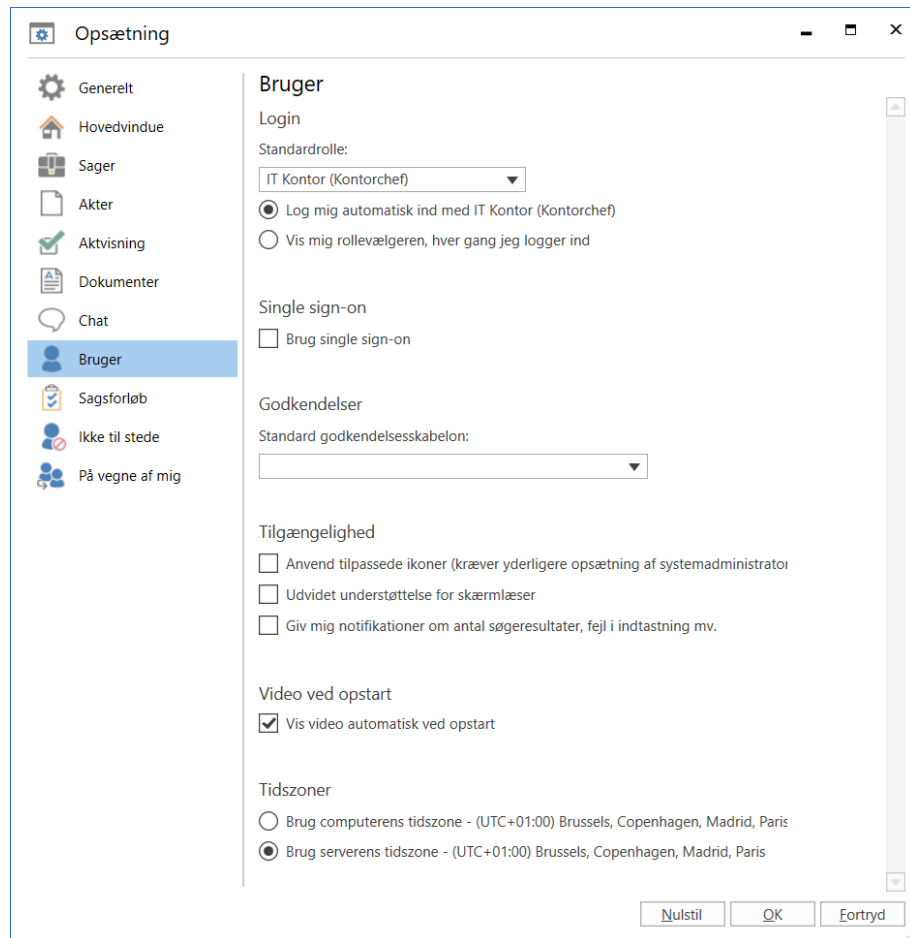 Opsætning
Generelt
Hovedvindue
Sager
Akter
Aktvisning
Dokumenter
Chat
Bruger
Sagsforløb
Ikke til stede
På vegne af mig
Bruger
Login
Standardrolle:
IT Kontor (Kontorchef)
Log mig automatisk ind med IT Kontor (Kontorchef)
Vis mig rollevælgeren, hver gang jeg logger ind
Single sign-on
Brug single sign-on
Godkendelser
Standard godkendelsesskabelon:
Tilgængelighed
Anvend tilpassede ikoner (kræver yderligere opsætning af systemadministrator
Udvidet understøttelse for skærmlæser
Giv mig notifikationer om antal søgeresultater, fejl i indtastning mv.
Video ved opstart
Vis video automatisk ved opstart
Tidszoner
Brug computerens tidszone - (UTC+01:00) Brussels, Copenhagen, Madrid, Paris
Brug serverens tidszone - (UTC+01:00) Brussels, Copenhagen, Madrid, Paris
Nulstil
OK
Fortryd